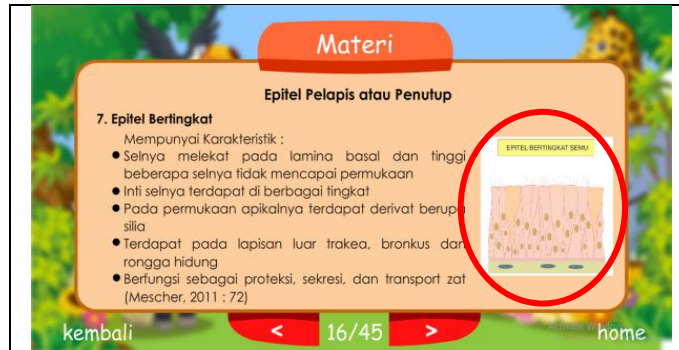 Materi
Epitel Pelapis atau Penutup
7. Epitel Bertingkat
Mempunyai Karakteristik :
● Selnya melekat pada lamina basal dan tinggi
beberapa selnya tidak mencapai permukaan
● Inti selnya terdapat di berbagai tingkat
● Pada permukaan apikalnya terdapat derivat berupa
silia
● Terdapat pada lapisan luar trakea, bronkus dan
rongga hidung
● Berfungsi sebagai proteksi, sekresi, dan transport zat
(Mescher, 2011 : 72)
EPITEL BERTINGKAT SEMU
kembali
< 16/45 >
home